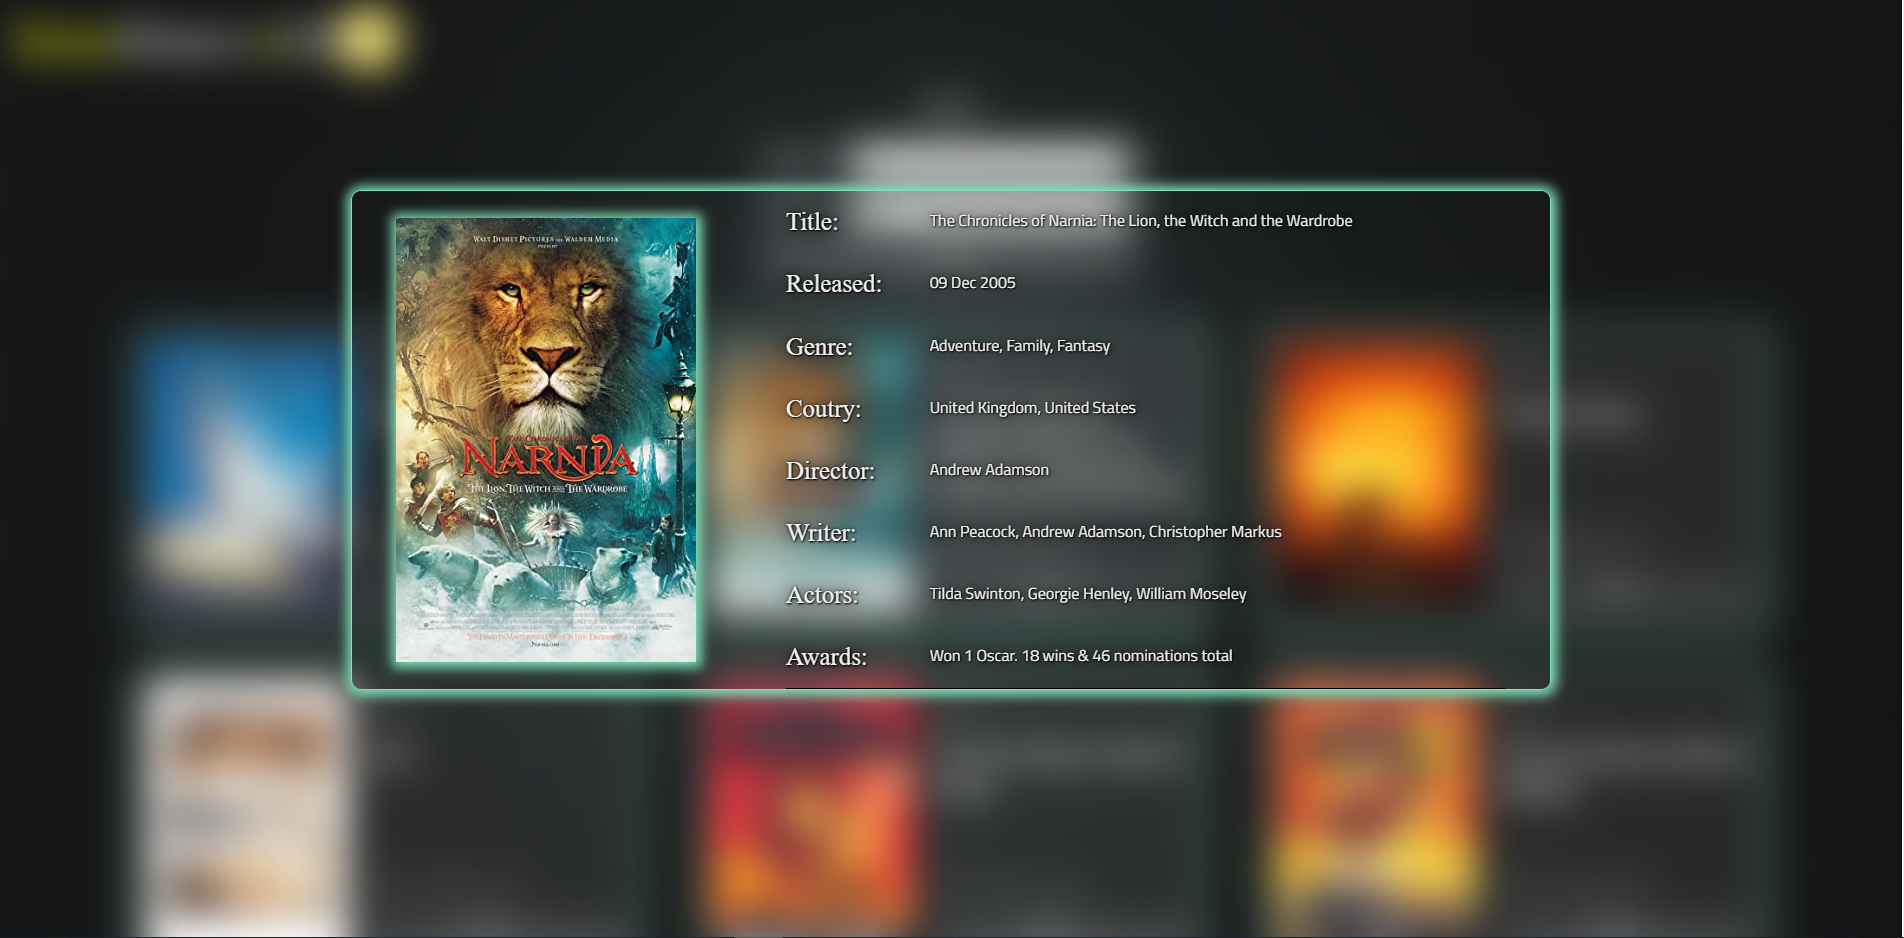 WALT DISNEY PICTURES AND WALDEN MEDIA
PRESENT
THE CHRONICLES OF
NARNIA
THE LION, THE WITCH AND THE WARDROBE
Title: The Chronicles of Narnia: The Lion, the Witch and the Wardrobe
Released: 09 Dec 2005
Genre: Adventure, Family, Fantasy
Coutry: United Kingdom, United States
Director: Andrew Adamson
Writer: Ann Peacock, Andrew Adamson, Christopher Markus
Actors: Tilda Swinton, Georgie Henley, William Moseley
Awards: Won 1 Oscar. 18 wins & 46 nominations total